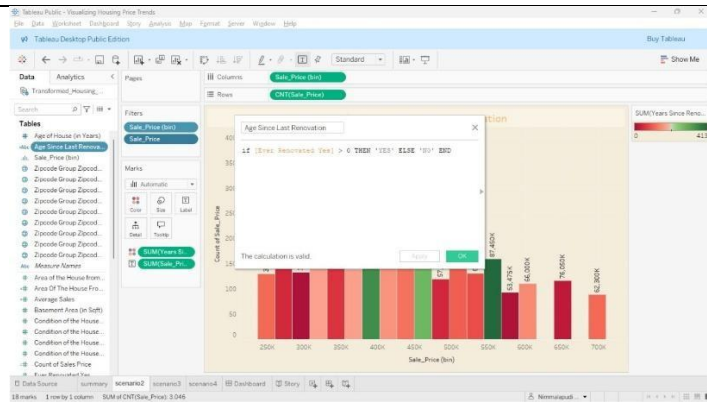 Tableau Public - Visualizing Housing Price Trends
File Data Worksheet Dashboard Story Analysis Map Format Server Window Help
Tableau Desktop Public Edition
Buy Tableau
Standard
Show Me
Data Analytics
Transformed_Housing_...
Search
Tables
Age of House (in Years)
Age Since Last Renova...
Sale_Price (bin)
Zipcode Group Zipcod...
Zipcode Group Zipcod...
Zipcode Group Zipcod...
Zipcode Group Zipcod...
Zipcode Group Zipcod...
Zipcode Group Zipcod...
Zipcode Group Zipcod...
Zipcode Group Zipcod...
Measure Names
Area of the House from...
Area Of The House Fro...
Average Sales
Basement Area (in Sqft)
Condition of the House...
Condition of the House...
Condition of the House...
Condition of the House...
Condition of the House...
Count of Sales Price
Ever Renovated Yes
Pages
Filters
Sale_Price (bin)
Sale_Price
Marks
Automatic
Color Size Label
Detail Tooltip
SUM(Years Si...
SUM(Sale_Pri...
Columns Sale_Price (bin)
Rows CNT(Sale_Price)
Age Since Last Renovation
if [Ever Renovated Yes] > 0 THEN 'YES' ELSE 'NO' END
The calculation is valid.
Apply OK
Count of Sale_Price
100
50
0
87,450K
63,475K
66,000K
76,050K
62,300K
250K 300K 350K 400K 450K 500K 550K 600K 650K 700K
Sale_Price (bin)
SUM(Years Since Reno...
0 413
Data Source summary scenario2 scenario3 scenario4 Dashboard Story
18 marks 1 row by 1 column SUM of CNT(Sale_Price): 3,046
Nimmalapudi...